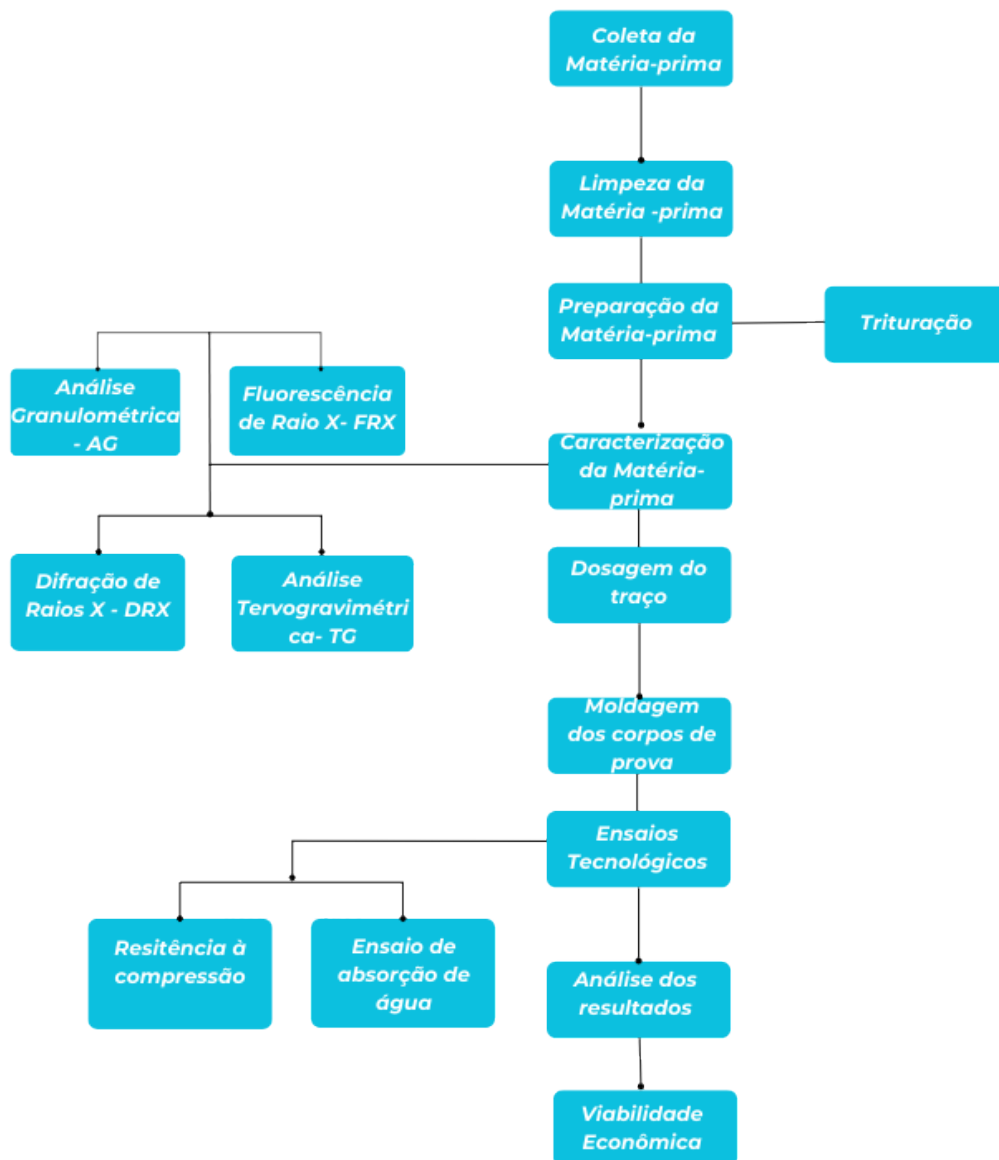 Coleta da
Matéria-prima
Limpeza da
Matéria -prima
Preparação da
Matéria-prima
Trituração
Análise
Granulométrica
- AG
Fluorescência
de Raio X- FRX
Caracterização
da Matéria-
prima
Difração de
Raios X - DRX
Análise
Tervogravimétri
ca- TG
Dosagem do
traço
Moldagem
dos corpos de
prova
Ensaios
Tecnológicos
Resitência à
compressão
Ensaio de
absorção de
água
Análise dos
resultados
Viabilidade
Econômica